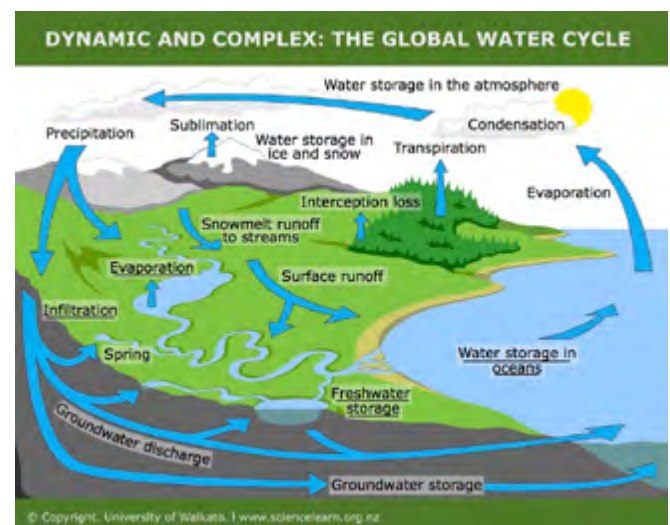 DYNAMIC AND COMPLEX: THE GLOBAL WATER CYCLE
Water storage in the atmosphere
Precipitation
Sublimation
Condensation
Water storage in
ice and snow
Transpiration
Evaporation
Interception loss
Snowmelt runoff
to streams
Evaporation
Surface runoff
Infiltration
Spring
Water storage in
oceans
Freshwater
storage
Groundwater discharge
Groundwater storage
© Copyright. University of Waikato. | www.sciencelearn.org.nz